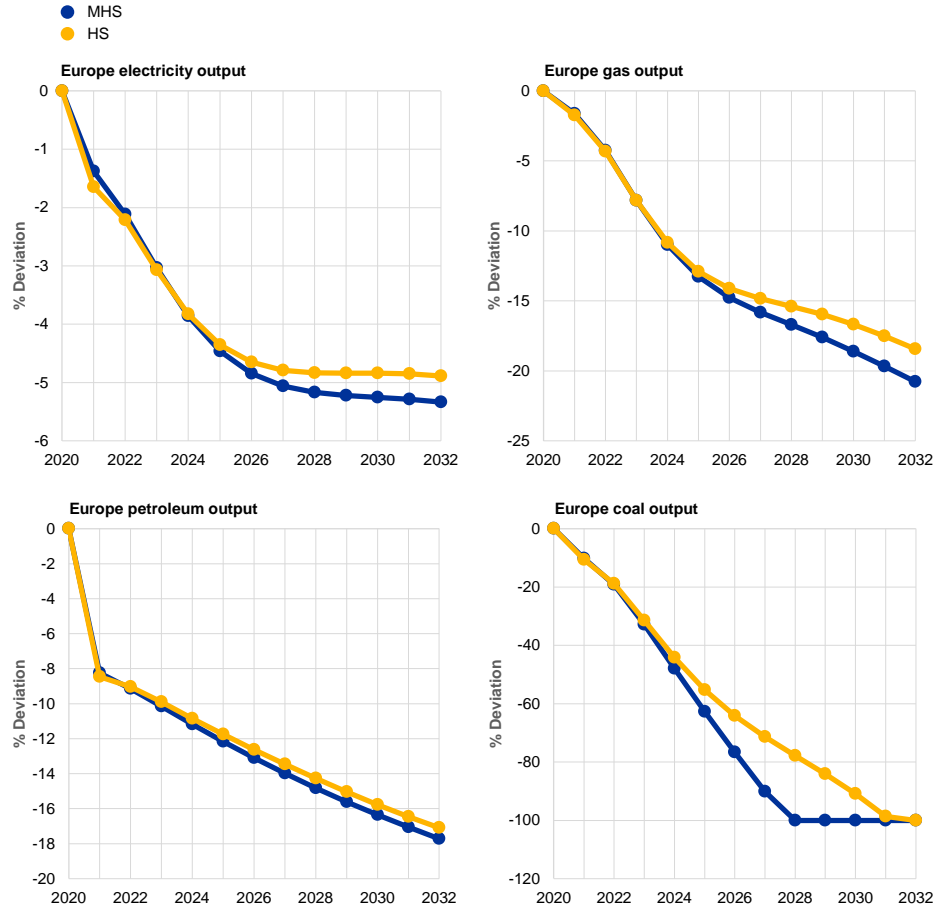 MHS
HS
Europe electricity output
% Deviation
0
-1
-2
-3
-4
-5
-6
2020 2022 2024 2026 2028 2030 2032
Europe gas output
% Deviation
0
-5
-10
-15
-20
-25
2020 2022 2024 2026 2028 2030 2032
Europe petroleum output
% Deviation
0
-2
-4
-6
-8
-10
-12
-14
-16
-18
-20
2020 2022 2024 2026 2028 2030 2032
Europe coal output
% Deviation
0
-20
-40
-60
-80
-100
-120
2020 2022 2024 2026 2028 2030 2032